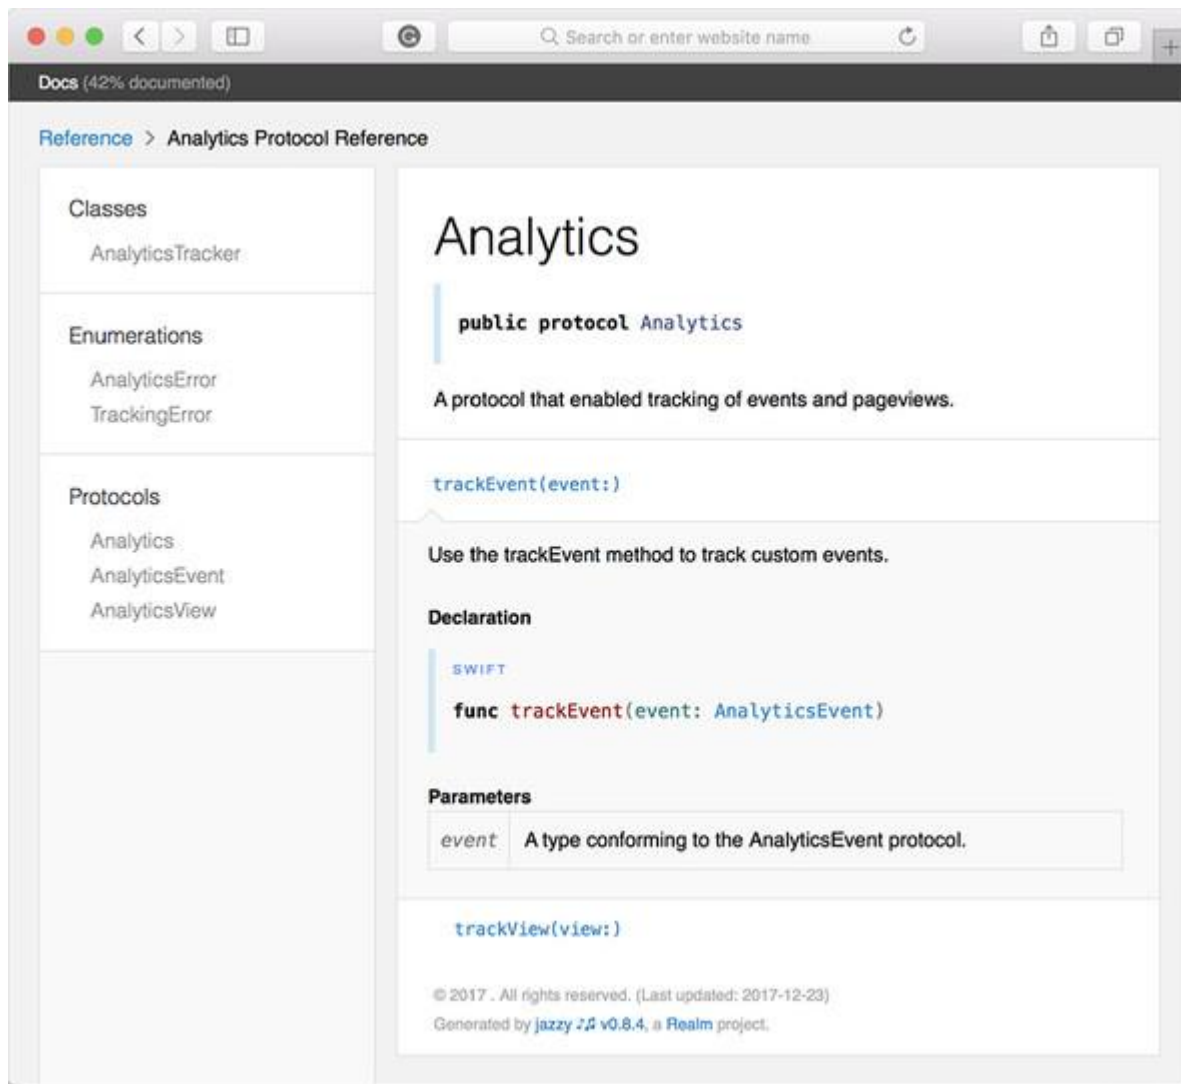 Search or enter website name
Docs (42% documented)
Reference > Analytics Protocol Reference
Classes
AnalyticsTracker
Enumerations
AnalyticsError
TrackingError
Protocols
Analytics
AnalyticsEvent
AnalyticsView
Analytics
public protocol Analytics
A protocol that enabled tracking of events and pageviews.
trackEvent(event:)
Use the trackEvent method to track custom events.
Declaration
SWIFT
func trackEvent(event: AnalyticsEvent)
Parameters
event A type conforming to the AnalyticsEvent protocol.
trackView(view:)
© 2017 . All rights reserved. (Last updated: 2017-12-23)
Generated by jazzy ♪♫ v0.8.4, a Realm project.